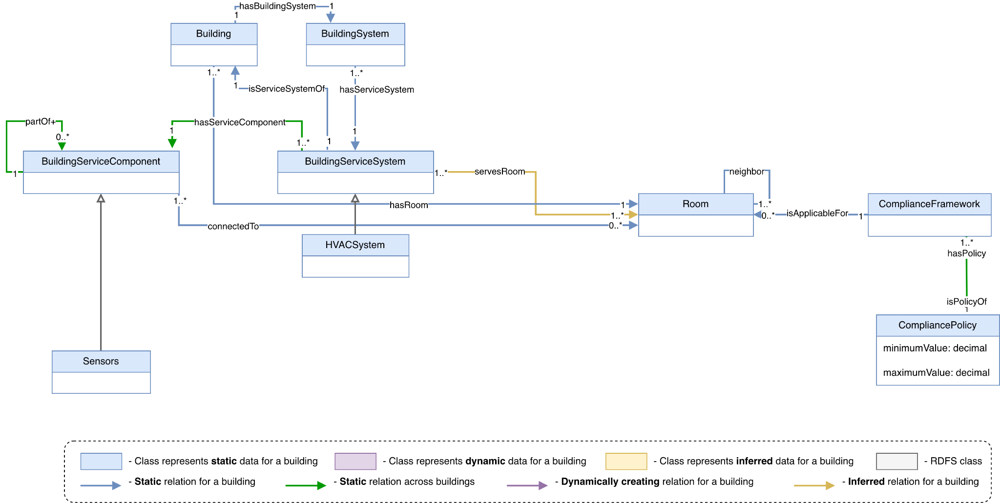 hasBuildingSystem
1
1
Building
BuildingSystem
1..*
1..*
1
isServiceSystemOf
hasServiceSystem
partOf+
hasServiceComponent
0..*
1
1..*
1
1
BuildingServiceComponent
BuildingServiceSystem
1
1..*
servesRoom
neighbor
1..*
hasRoom
1
Room
1..*
ComplianceFramework
1..*
0..*
isApplicableFor
1
connectedTo
0..*
HVACSystem
1..*
hasPolicy
isPolicyOf
1
CompliancePolicy
minimumValue: decimal
maximumValue: decimal
Sensors
- Class represents static data for a building
- Class represents dynamic data for a building
- Class represents inferred data for a building
- RDFS class
- Static relation for a building
- Static relation across buildings
- Dynamically creating relation for a building
- Inferred relation for a building